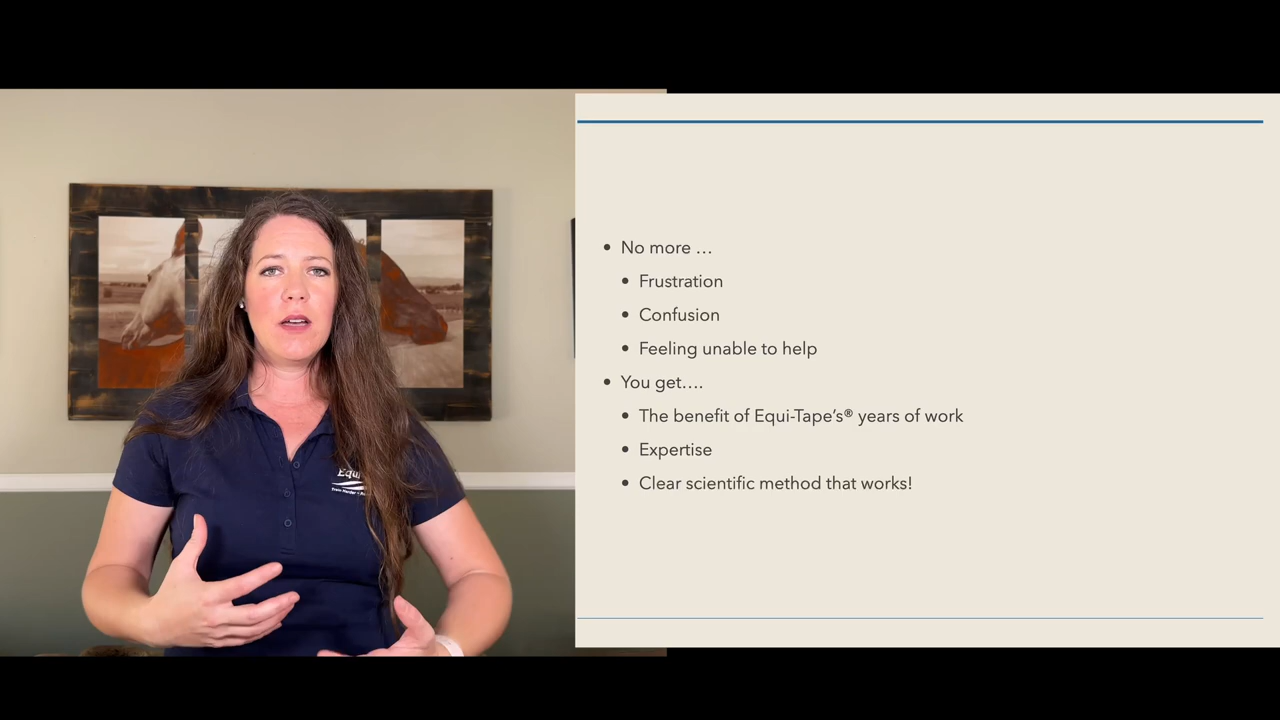 No more …
Frustration
Confusion
Feeling unable to help
You get….
The benefit of Equi-Tape’s® years of work
Expertise
Clear scientific method that works!
Equi